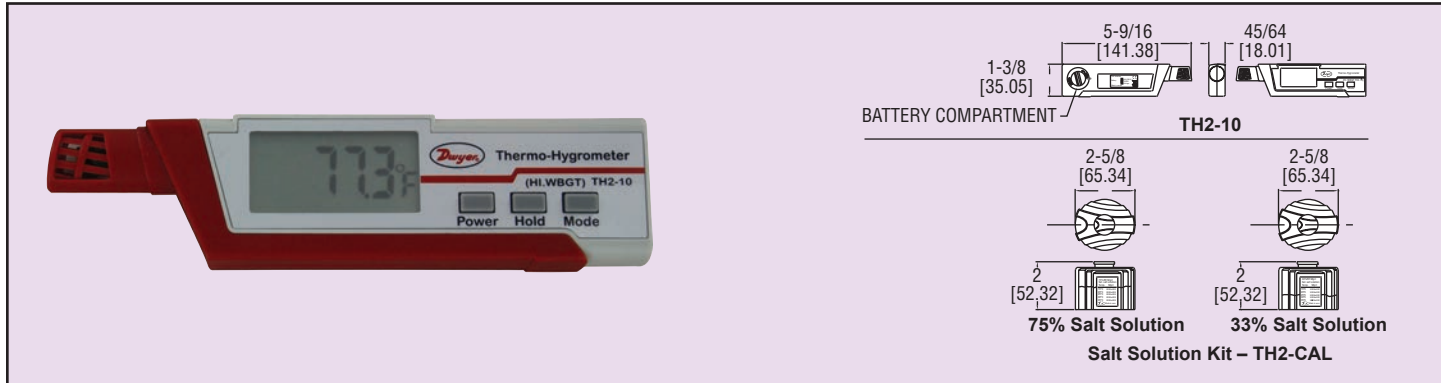 77.3°F
Dwyer
Thermo-Hygrometer
(HI.WBGT) TH2-10
Power Hold Mode
5-9/16
[141.38]
45/64
[18.01]
1-3/8
[35.05]
BATTERY COMPARTMENT
TH2-10
2-5/8
[65.34]
2-5/8
[65.34]
2
[52.32]
2
[52.32]
75% Salt Solution
33% Salt Solution
Salt Solution Kit – TH2-CAL